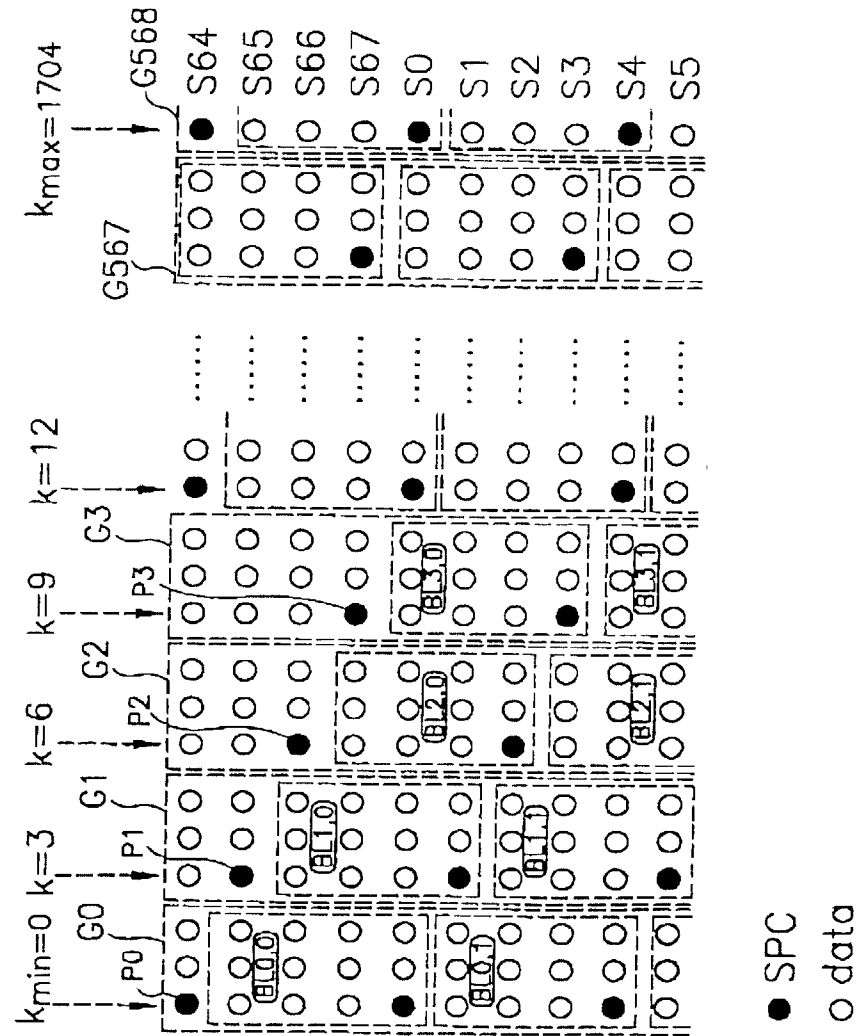 kmin=0 k=3 k=6 k=9 k=12 kmax=1704
G0 G1 G2 G3 G567 G568
P0 P1 P2 P3
S64
S65
S66
S67
S0
S1
S2
S3
S4
S5
BL0.0 BL1.0 BL2.0 BL3.0
BL0.1 BL1.1 BL2.1 BL3.1
SPC
data